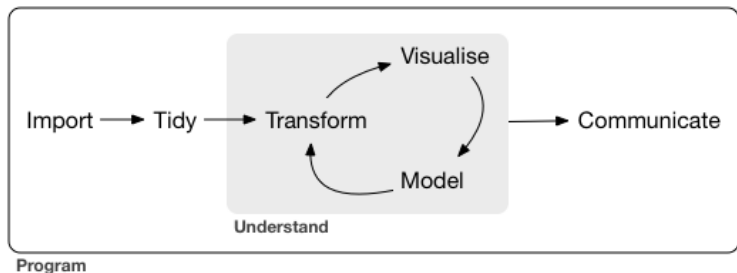 Visualise
Import
Tidy
Transform
Communicate
Model
Understand
Program